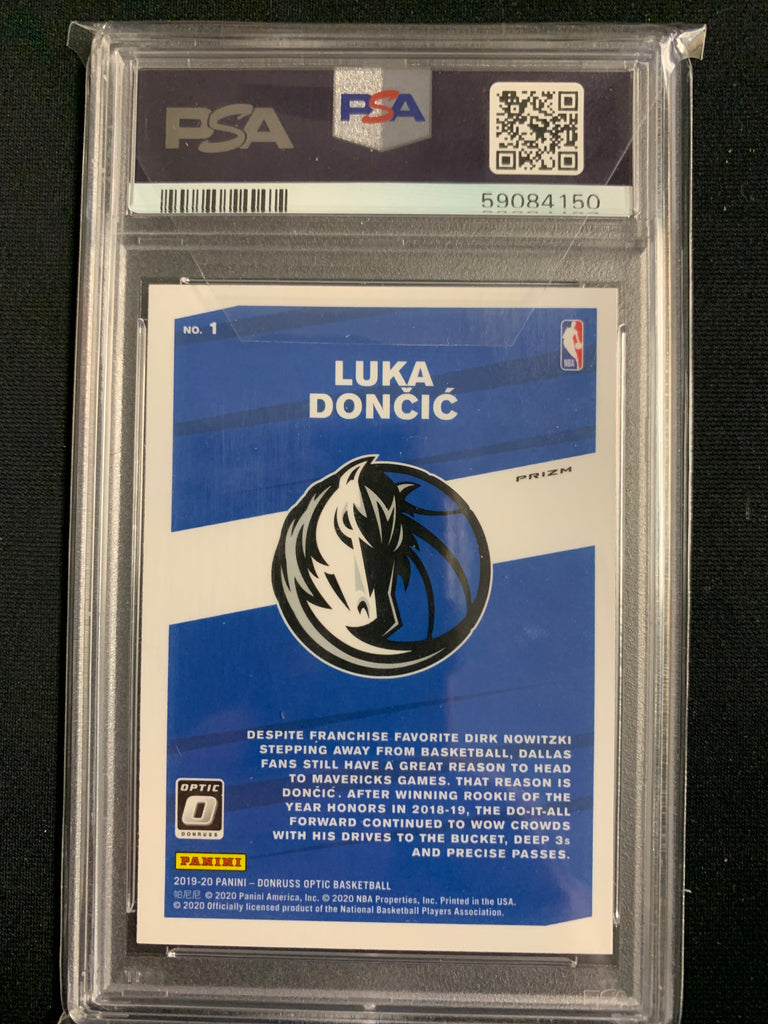 PSA
PSA
59084150
NO. 1
NBA
LUKA
DONČIĆ
PRIZM
DESPITE FRANCHISE FAVORITE DIRK NOWITZKI
STEPPING AWAY FROM BASKETBALL, DALLAS
FANS STILL HAVE A GREAT REASON TO HEAD
TO MAVERICKS GAMES. THAT REASON IS
DONČIĆ. AFTER WINNING ROOKIE OF THE
YEAR HONORS IN 2018-19, THE DO-IT-ALL
FORWARD CONTINUED TO WOW CROWDS
WITH HIS DRIVES TO THE BUCKET, DEEP 3s
AND PRECISE PASSES.
OPTIC
O
DONRUSS
PANINI
2019-20 PANINI – DONRUSS OPTIC BASKETBALL
帕尼尼 © 2020 Panini America, Inc. © 2020 NBA Properties, Inc. Printed in the USA.
© 2020 Officially licensed product of the National Basketball Players Association.